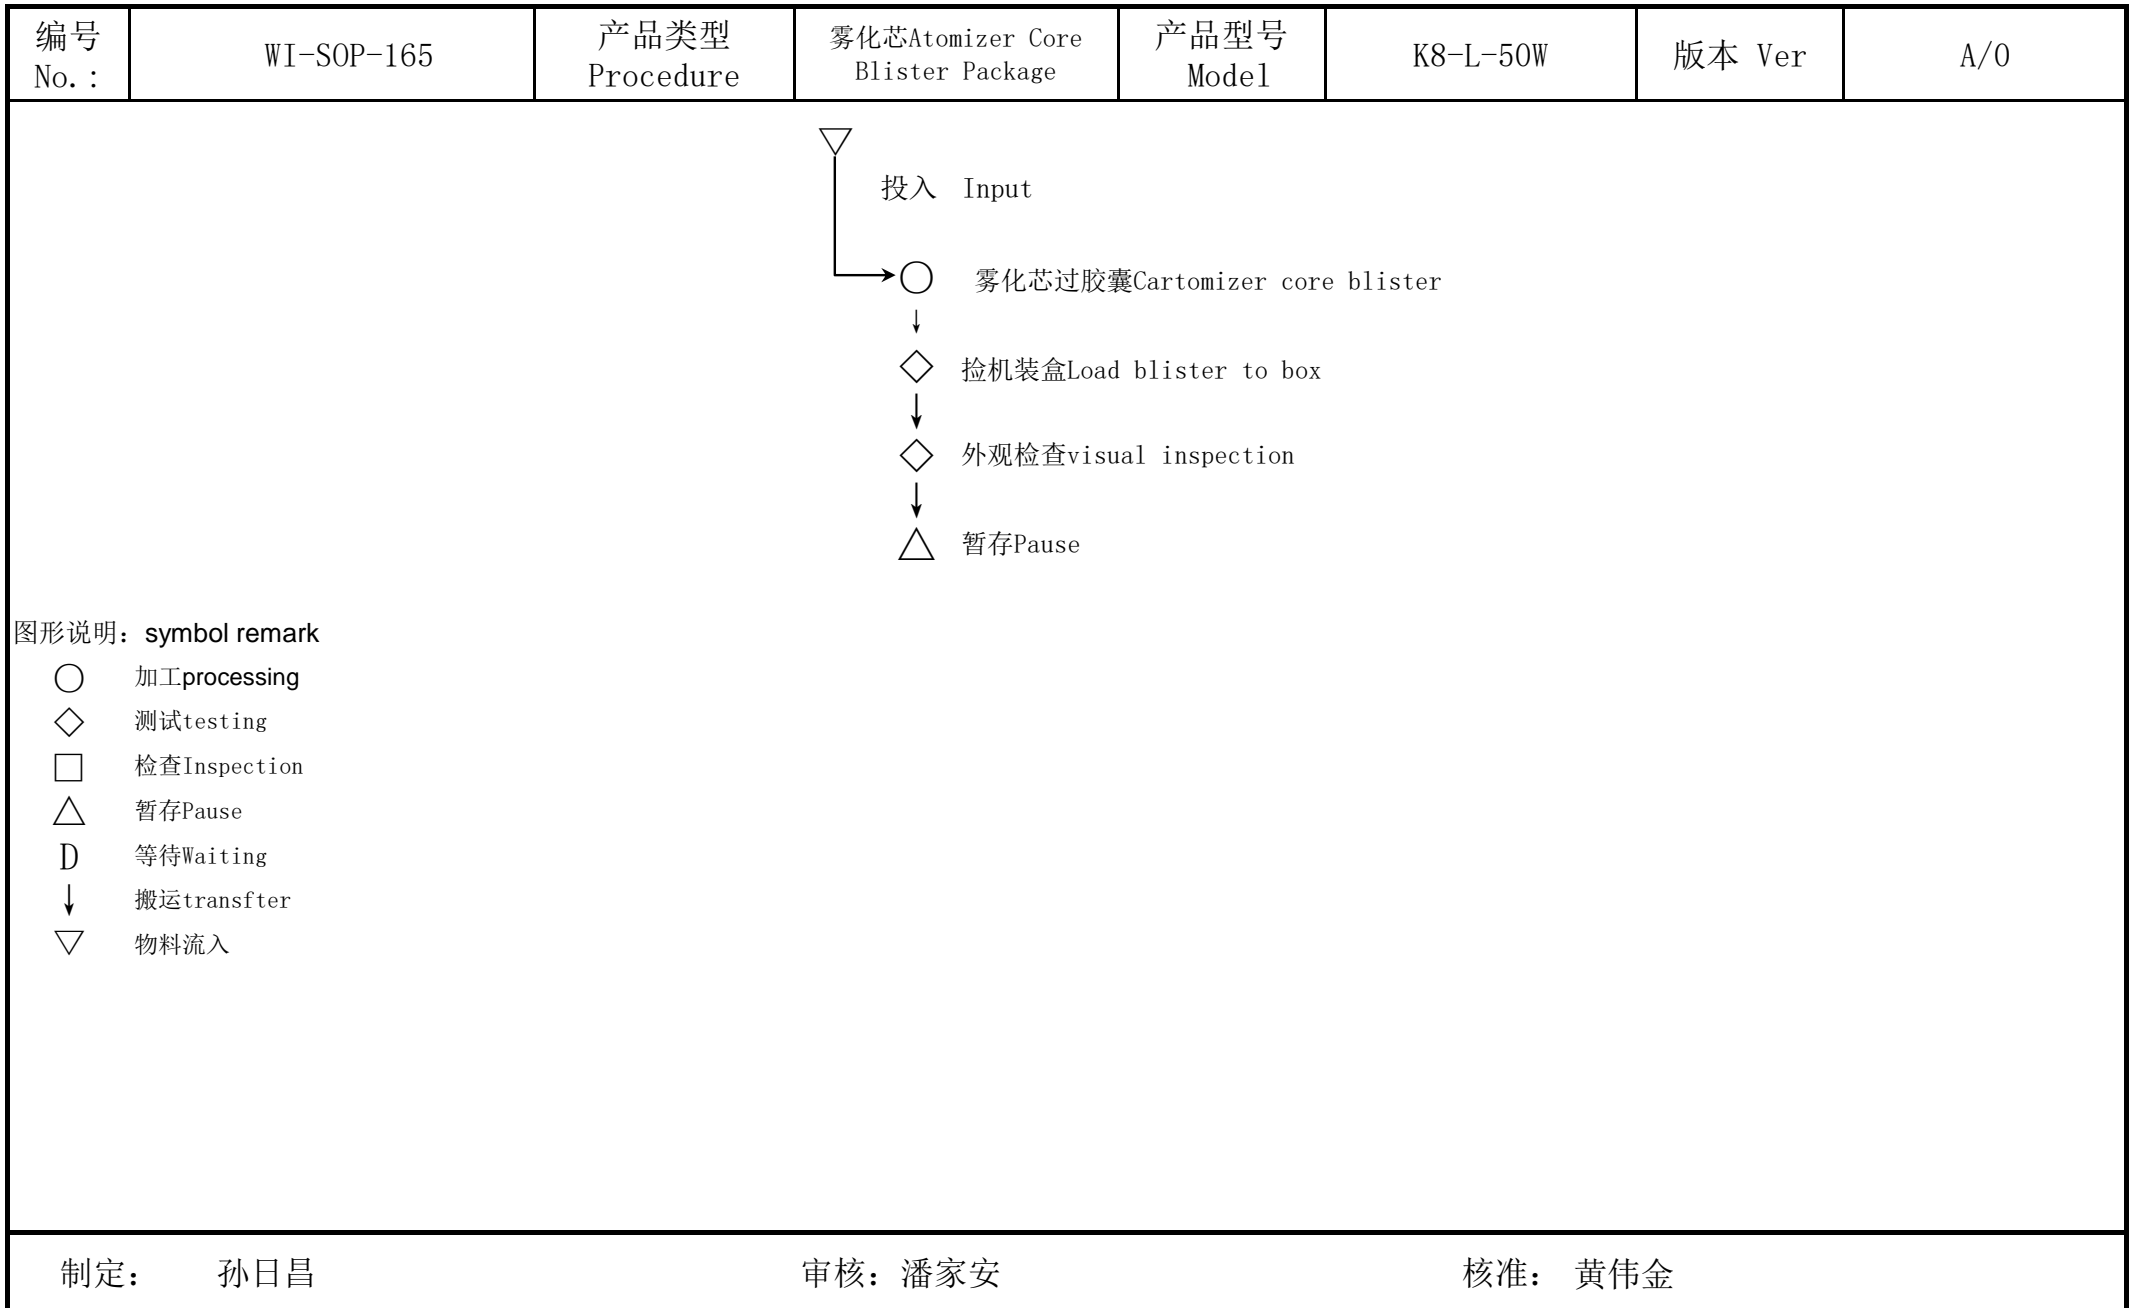 编号 No.:
WI-SOP-165
产品类型 Procedure
雾化芯Atomizer Core Blister Package
产品型号 Model
K8-L-50W
版本 Ver
A/0
投入 Input
雾化芯过胶囊Cartomizer core blister
捡机装盒Load blister to box
外观检查visual inspection
暂存Pause
图形说明：symbol remark
加工processing
测试testing
检查Inspection
暂存Pause
D 等待Waiting
搬运transfter
物料流入
制定： 孙日昌
审核：潘家安
核准： 黄伟金